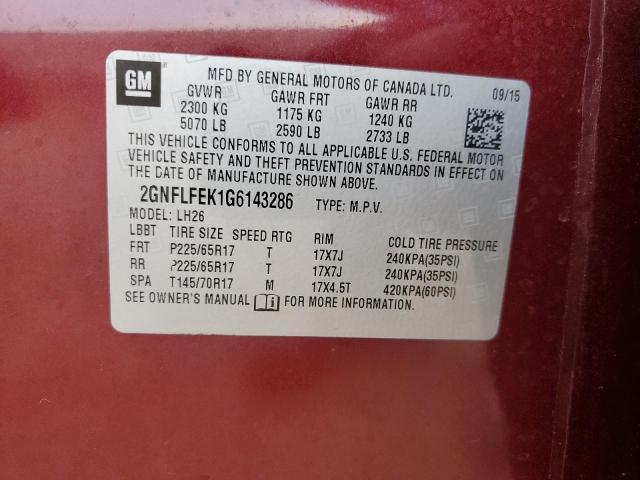 GM
MFD BY GENERAL MOTORS OF CANADA LTD. 09/15
GVWR GAWR FRT GAWR RR
2300 KG 1175 KG 1240 KG
5070 LB 2590 LB 2733 LB
THIS VEHICLE CONFORMS TO ALL APPLICABLE U.S. FEDERAL MOTOR
VEHICLE SAFETY AND THEFT PREVENTION STANDARDS IN EFFECT ON
THE DATE OF MANUFACTURE SHOWN ABOVE.
2GNFLFEK1G6143286 TYPE: M.P.V.
MODEL: LH26
LBBT TIRE SIZE SPEED RTG RIM COLD TIRE PRESSURE
FRT P225/65R17 T 17X7J 240KPA(35PSI)
RR P225/65R17 T 17X7J 240KPA(35PSI)
SPA T145/70R17 M 17X4.5T 420KPA(60PSI)
SEE OWNER'S MANUAL FOR MORE INFORMATION.